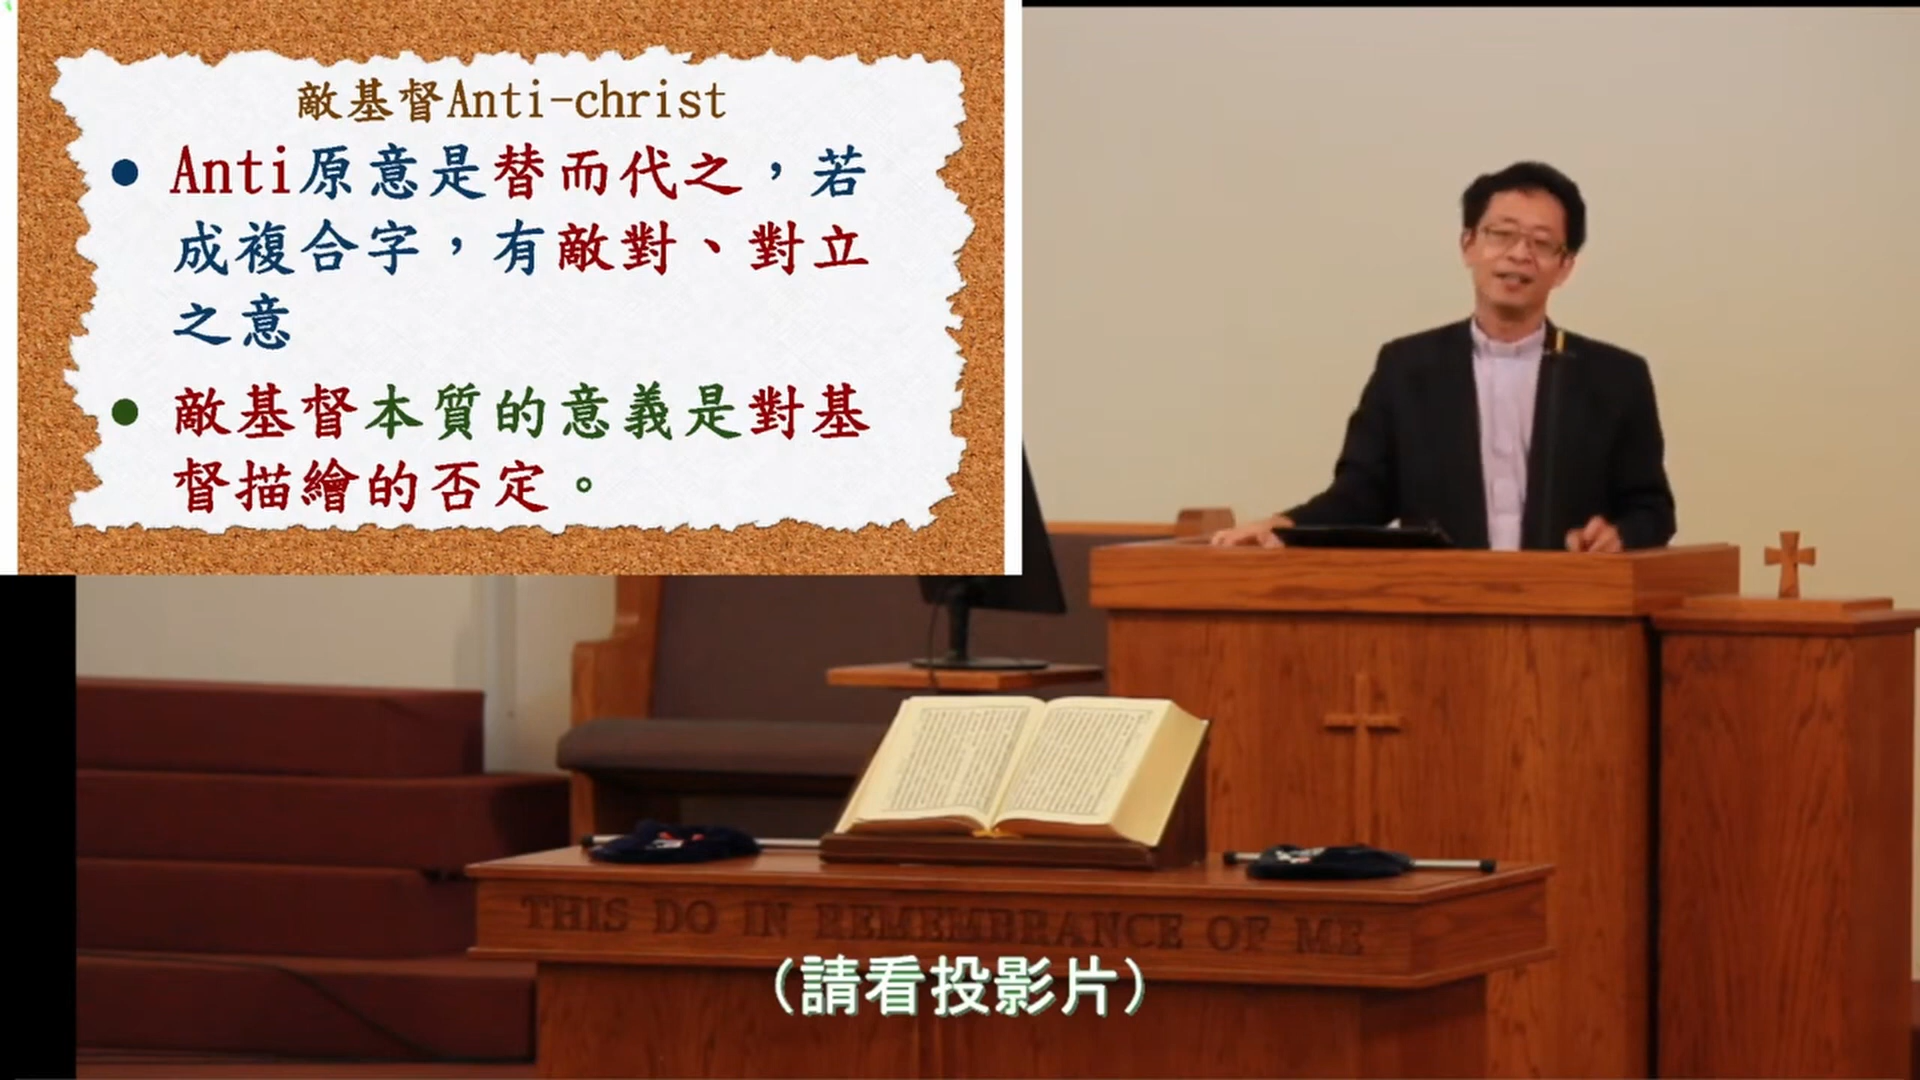 敵基督Anti-christ
Anti原意是替而代之，若
成複合字，有敵對、對立
之意
敵基督本質的意義是對基
督描繪的否定。
THIS DO IN REMEMBRANCE OF ME
（請看投影片）